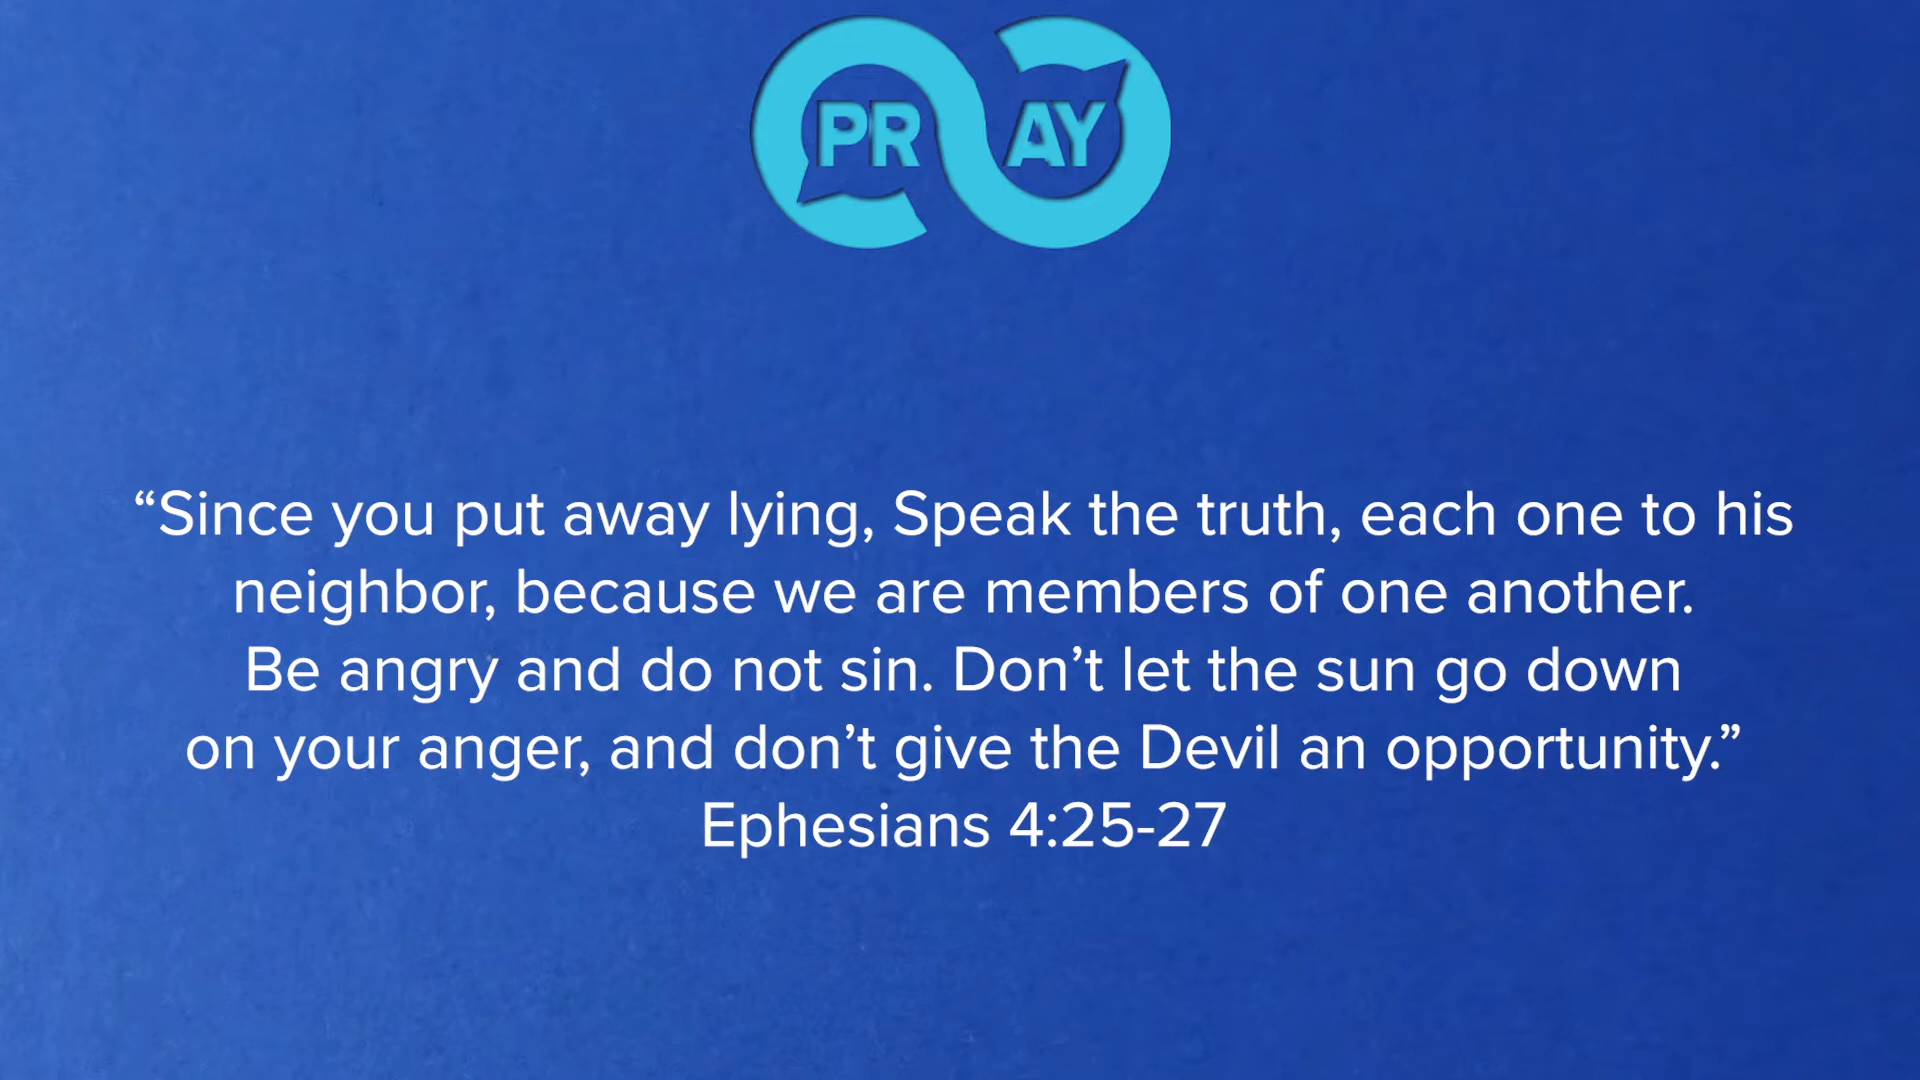 PR AY
“Since you put away lying, Speak the truth, each one to his
neighbor, because we are members of one another.
Be angry and do not sin. Don’t let the sun go down
on your anger, and don’t give the Devil an opportunity.”
Ephesians 4:25-27